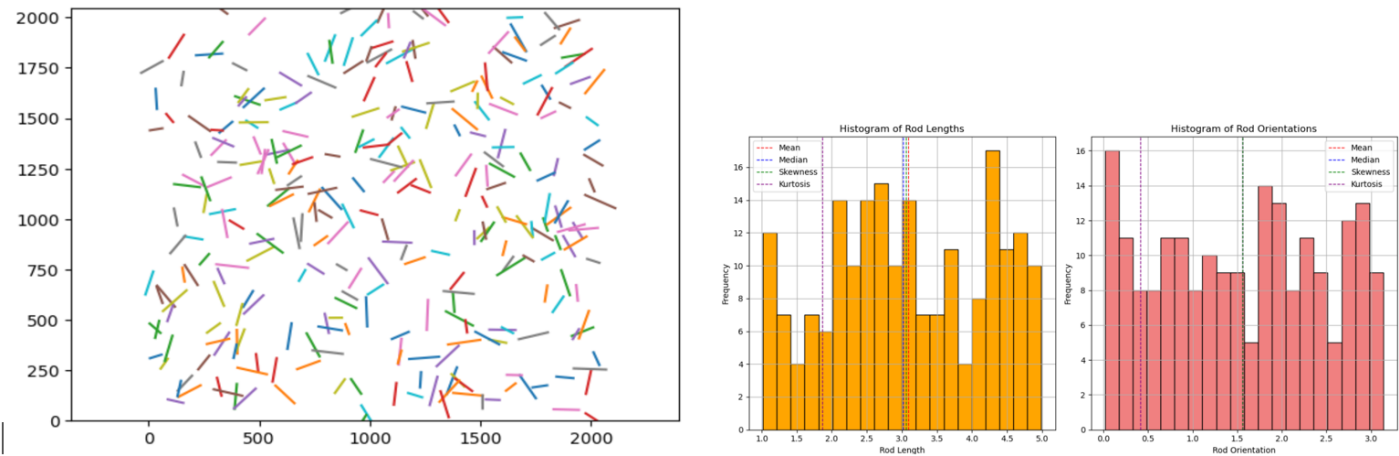 2000
1750
1500
1250
1000
750
500
250
0
0 500 1000 1500 2000
Histogram of Rod Lengths
Mean
Median
Skewness
Kurtosis
Frequency
16
14
12
10
8
6
4
2
0
1.0 1.5 2.0 2.5 3.0 3.5 4.0 4.5 5.0
Rod Length
Histogram of Rod Orientations
Mean
Median
Skewness
Kurtosis
Frequency
16
14
12
10
8
6
4
2
0
0.0 0.5 1.0 1.5 2.0 2.5 3.0
Rod Orientation